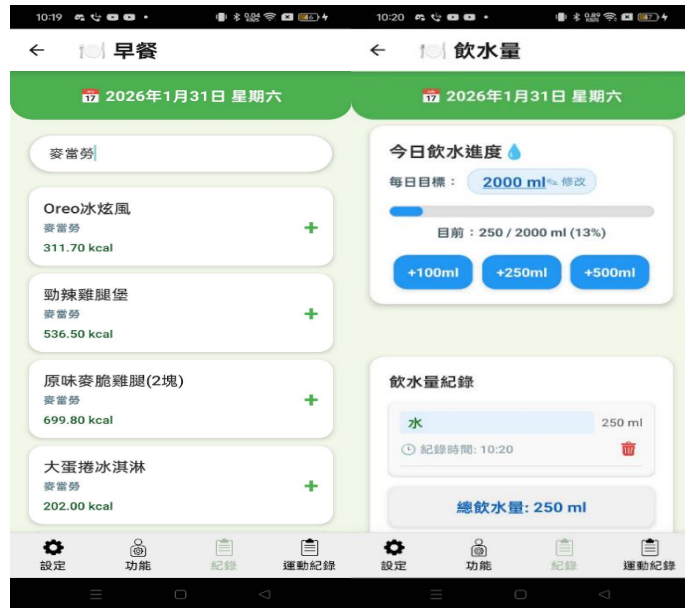 10:19
46
← 早餐
2026年1月31日 星期六
麥當勞
Oreo冰炫風
麥當勞
311.70 kcal
+
勁辣雞腿堡
麥當勞
536.50 kcal
+
原味麥脆雞腿(2塊)
麥當勞
699.80 kcal
+
大蛋捲冰淇淋
麥當勞
202.00 kcal
+
設定 功能 紀錄 運動紀錄
10:20
47
← 飲水量
2026年1月31日 星期六
今日飲水進度
每日目標： 2000 ml 修改
目前：250 / 2000 ml (13%)
+100ml +250ml +500ml
飲水量紀錄
水 250 ml
紀錄時間: 10:20
總飲水量: 250 ml
設定 功能 紀錄 運動紀錄